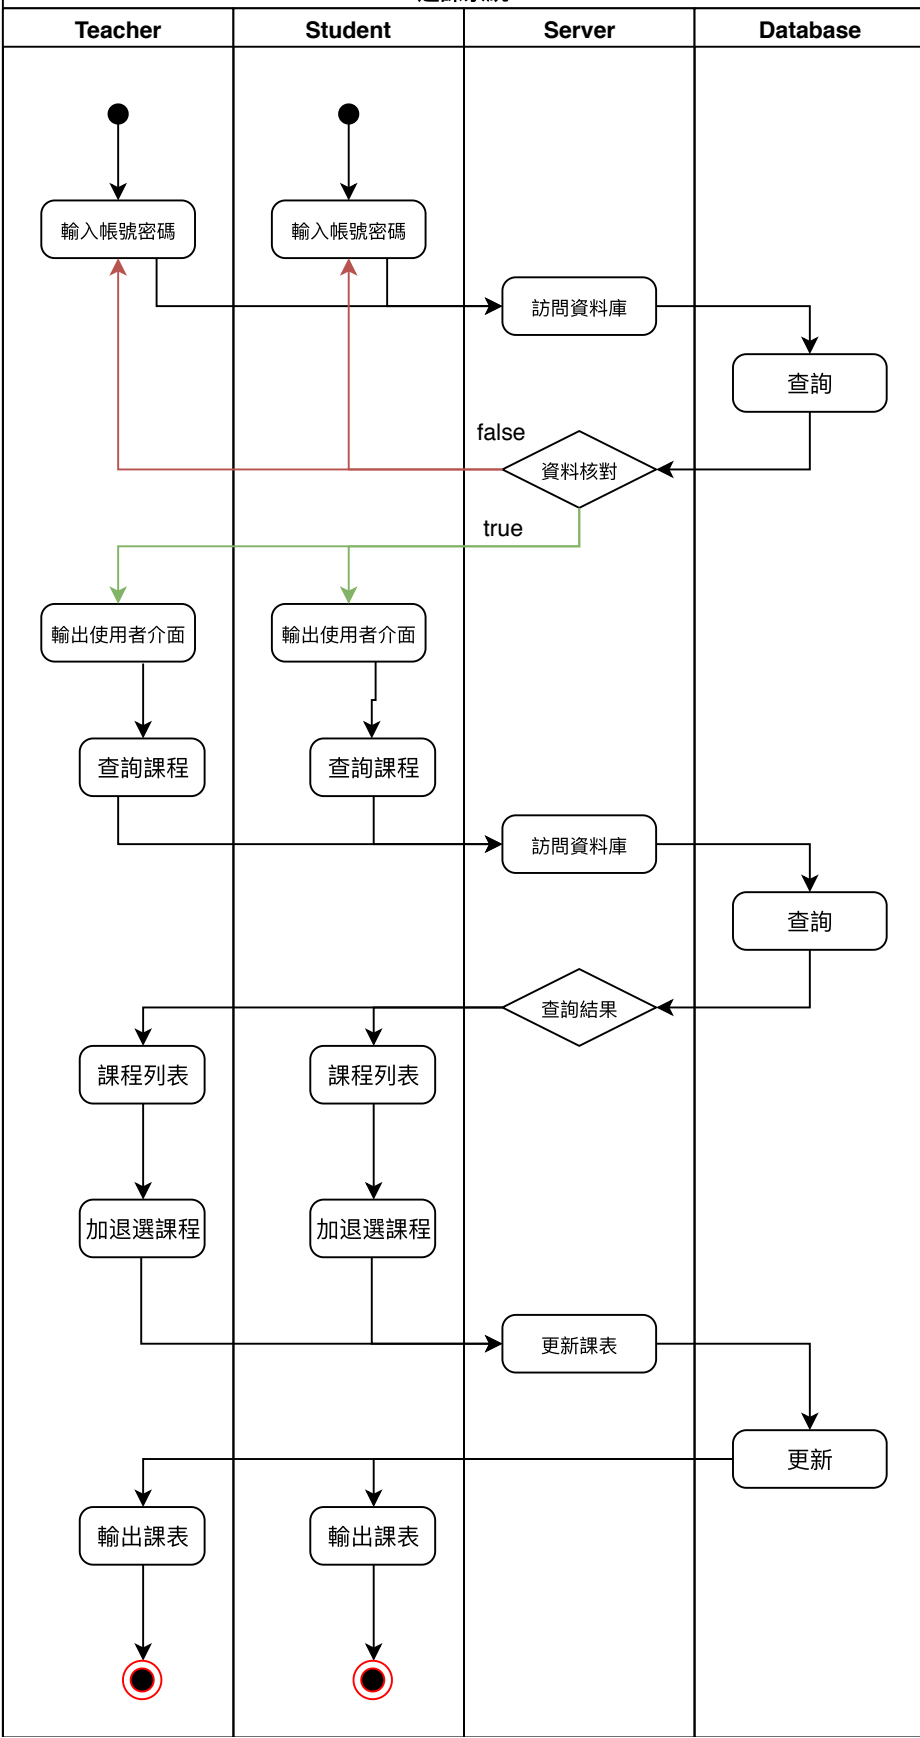 Teacher
Student
Server
Database
輸入帳號密碼
輸入帳號密碼
訪問資料庫
查詢
false
資料核對
true
輸出使用者介面
輸出使用者介面
查詢課程
查詢課程
訪問資料庫
查詢
查詢結果
課程列表
課程列表
加退選課程
加退選課程
更新課表
更新
輸出課表
輸出課表